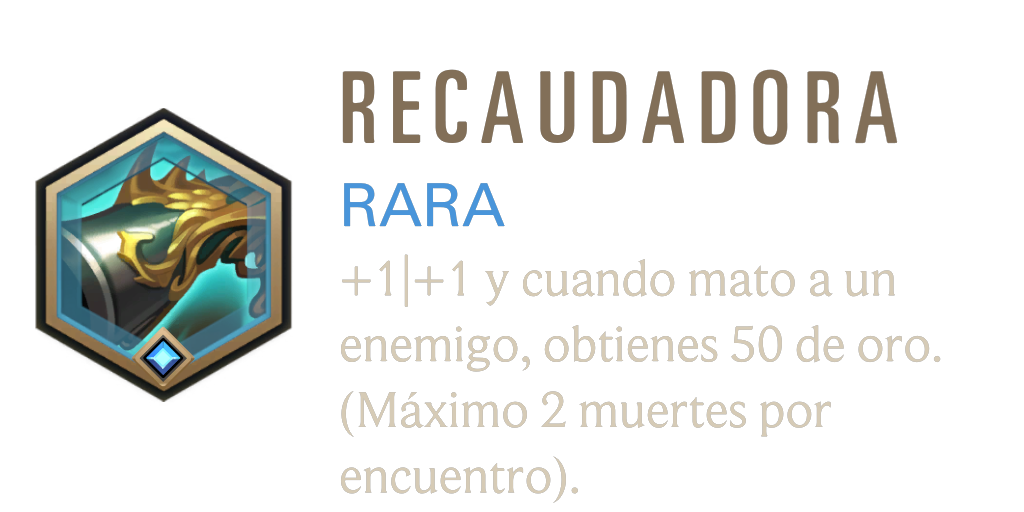 RECAUDADORA
RARA
+1|+1 y cuando mato a un
enemigo, obtienes 50 de oro.
(Máximo 2 muertes por
encuentro).